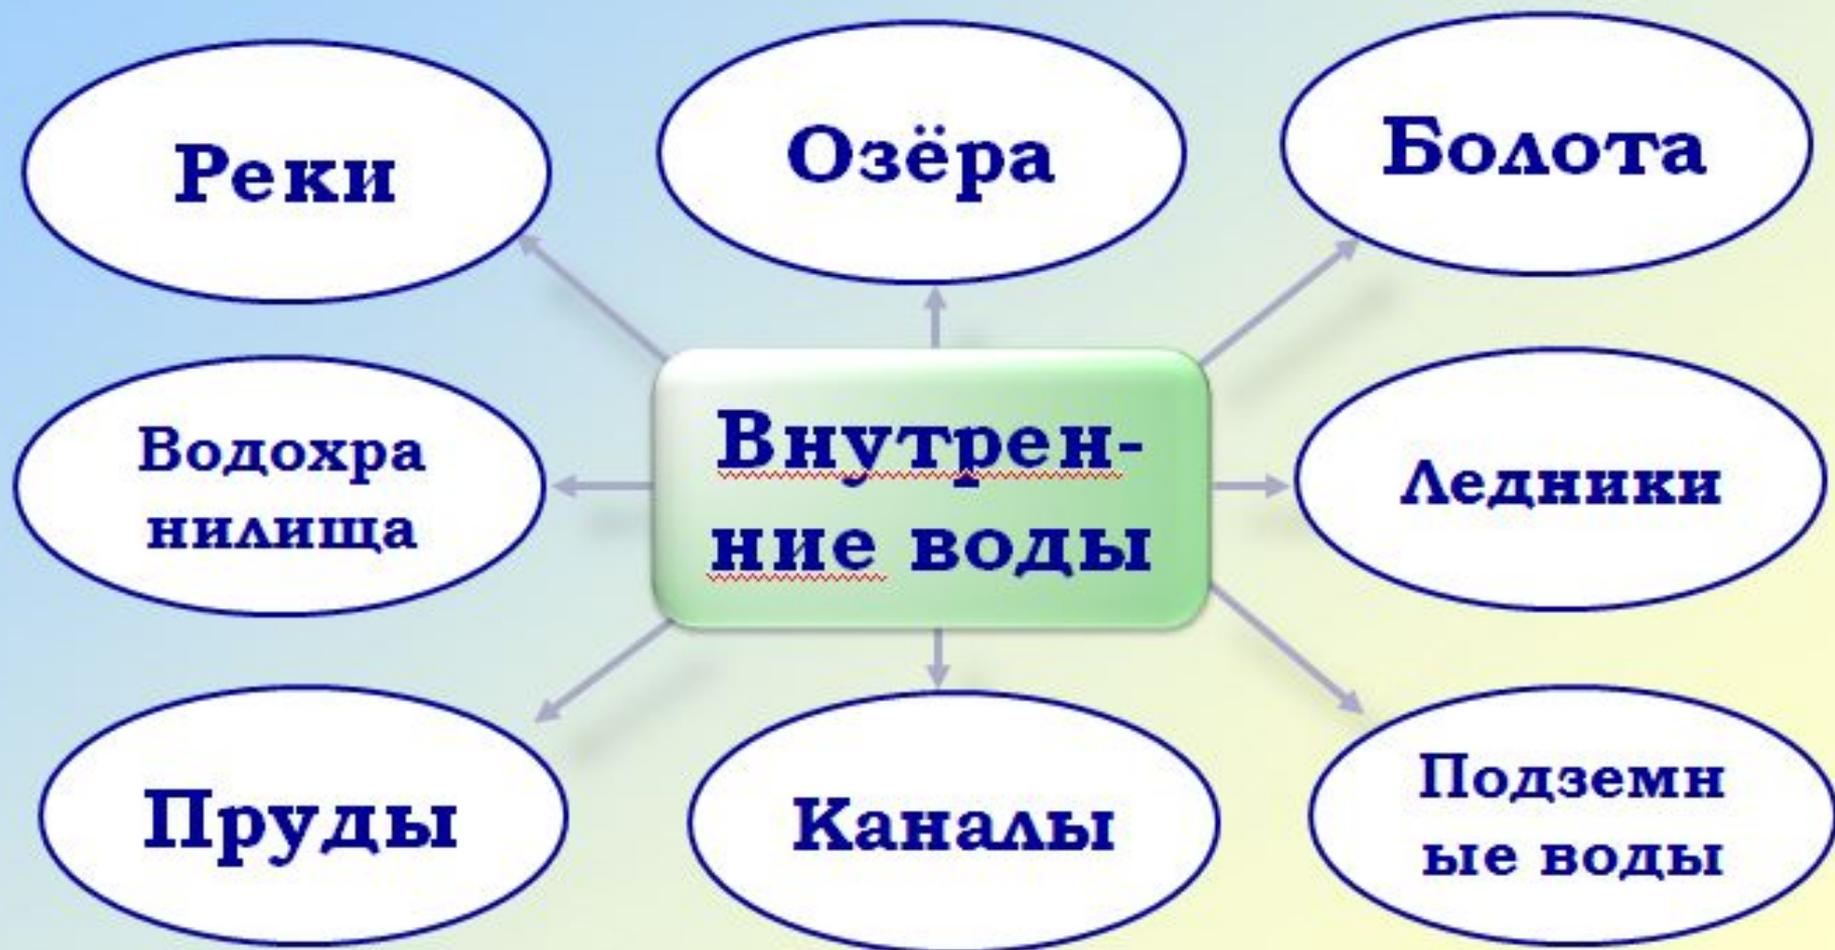 Реки
Озёра
Болота
Водохра
нилища
Внутрен-
ние воды
Ледники
Пруды
Каналы
Подземн
ые воды